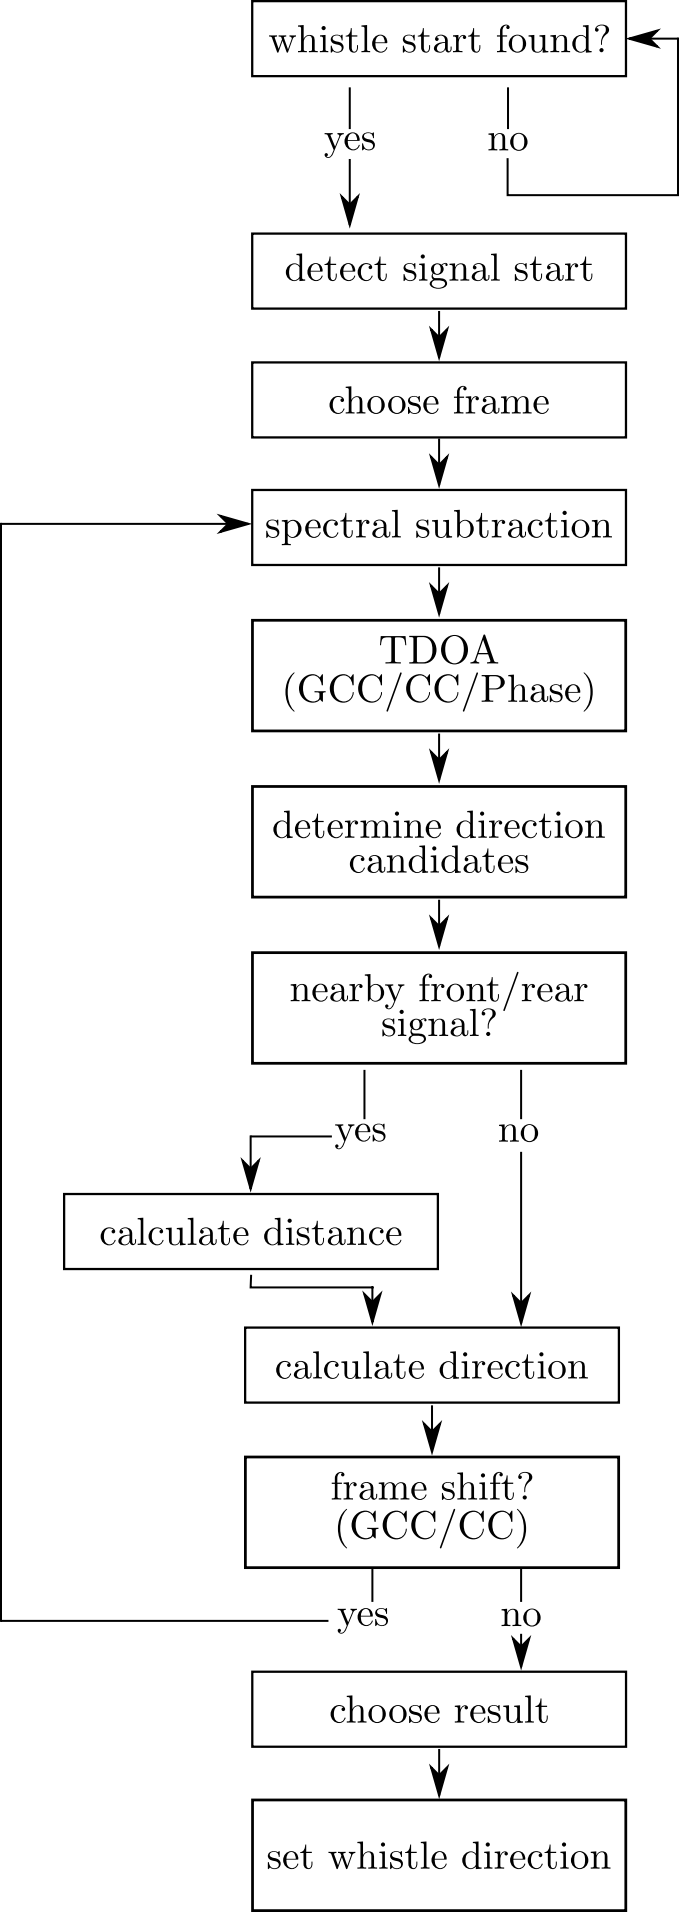 whistle start found?
yes
no
detect signal start
choose frame
spectral subtraction
TDOA
(GCC/CC/Phase)
determine direction
candidates
nearby front/rear
signal?
yes
no
calculate distance
calculate direction
frame shift?
(GCC/CC)
yes
no
choose result
set whistle direction